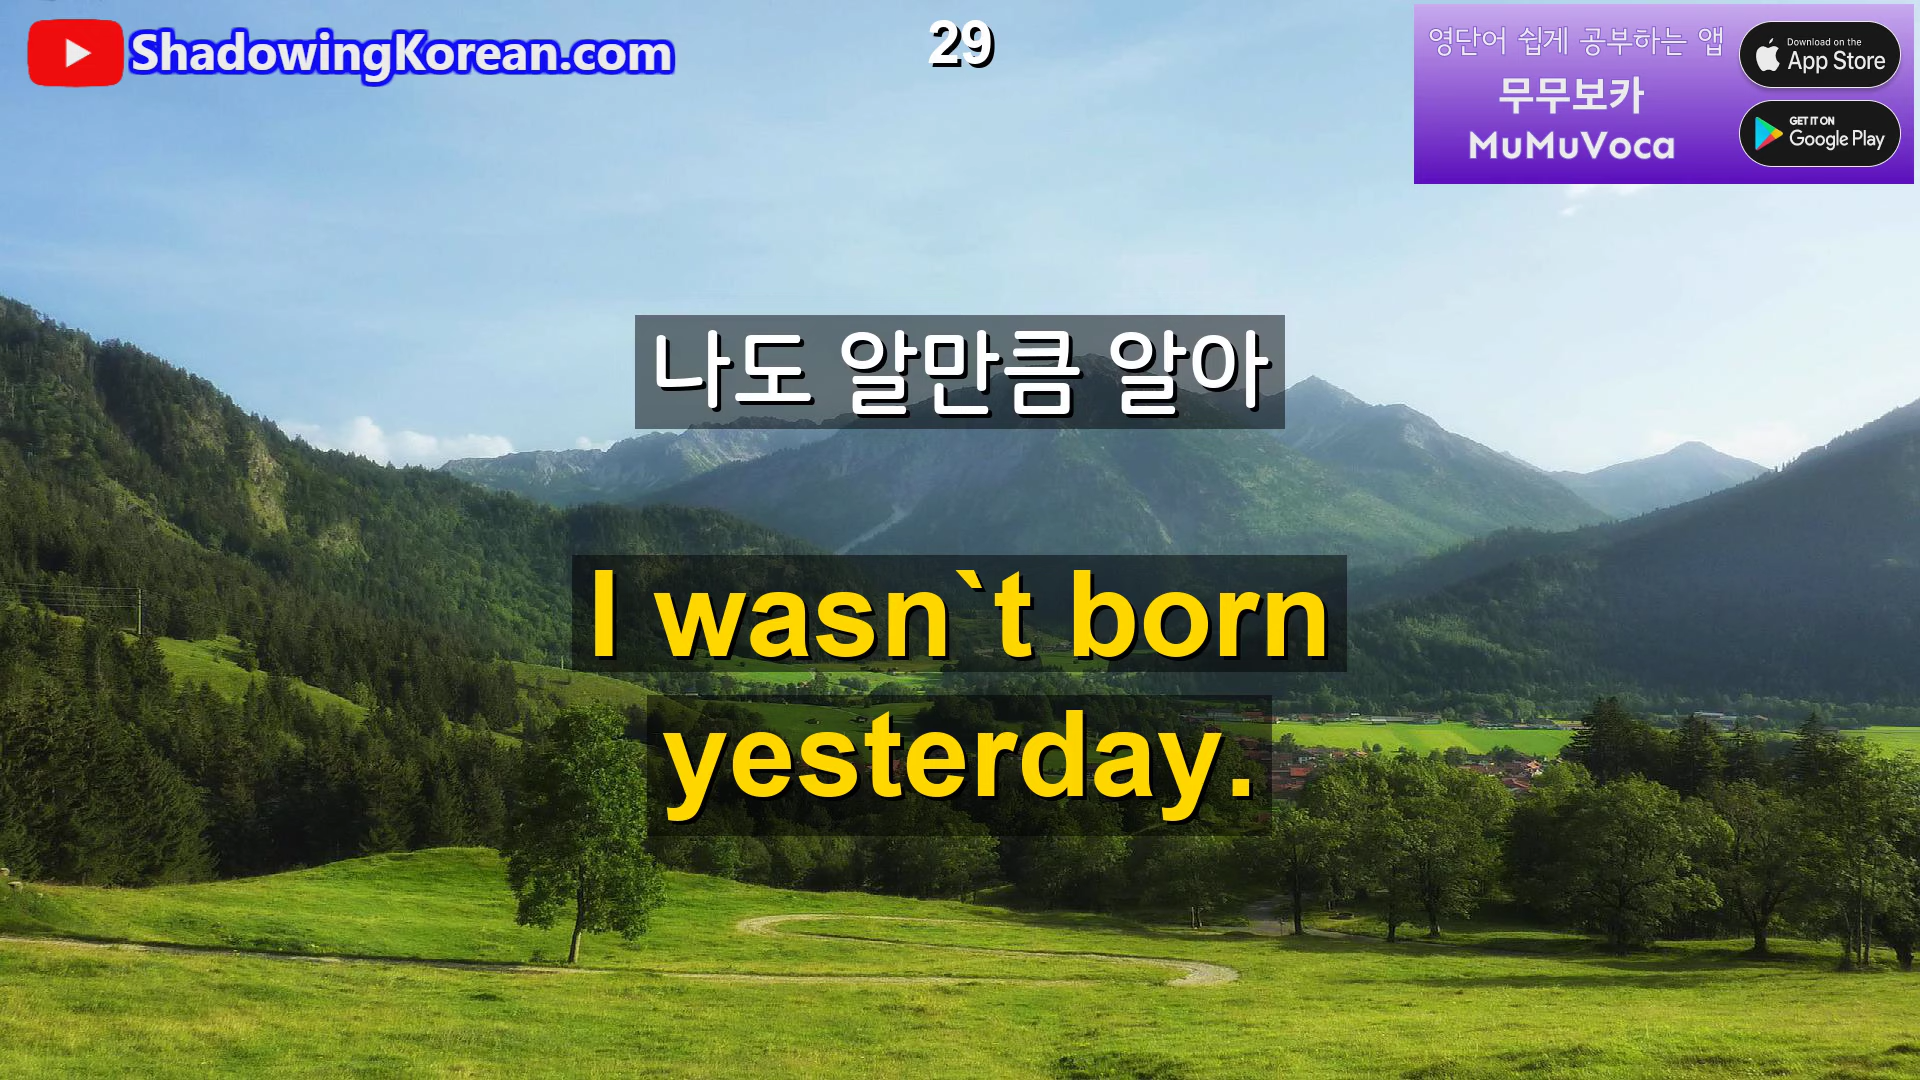 ShadowingKorean.com
29
영단어 쉽게 공부하는 앱
무무보카
MuMuVoca
Download on the
App Store
GET IT ON
Google Play
나도 알만큼 알아
I wasn`t born
yesterday.